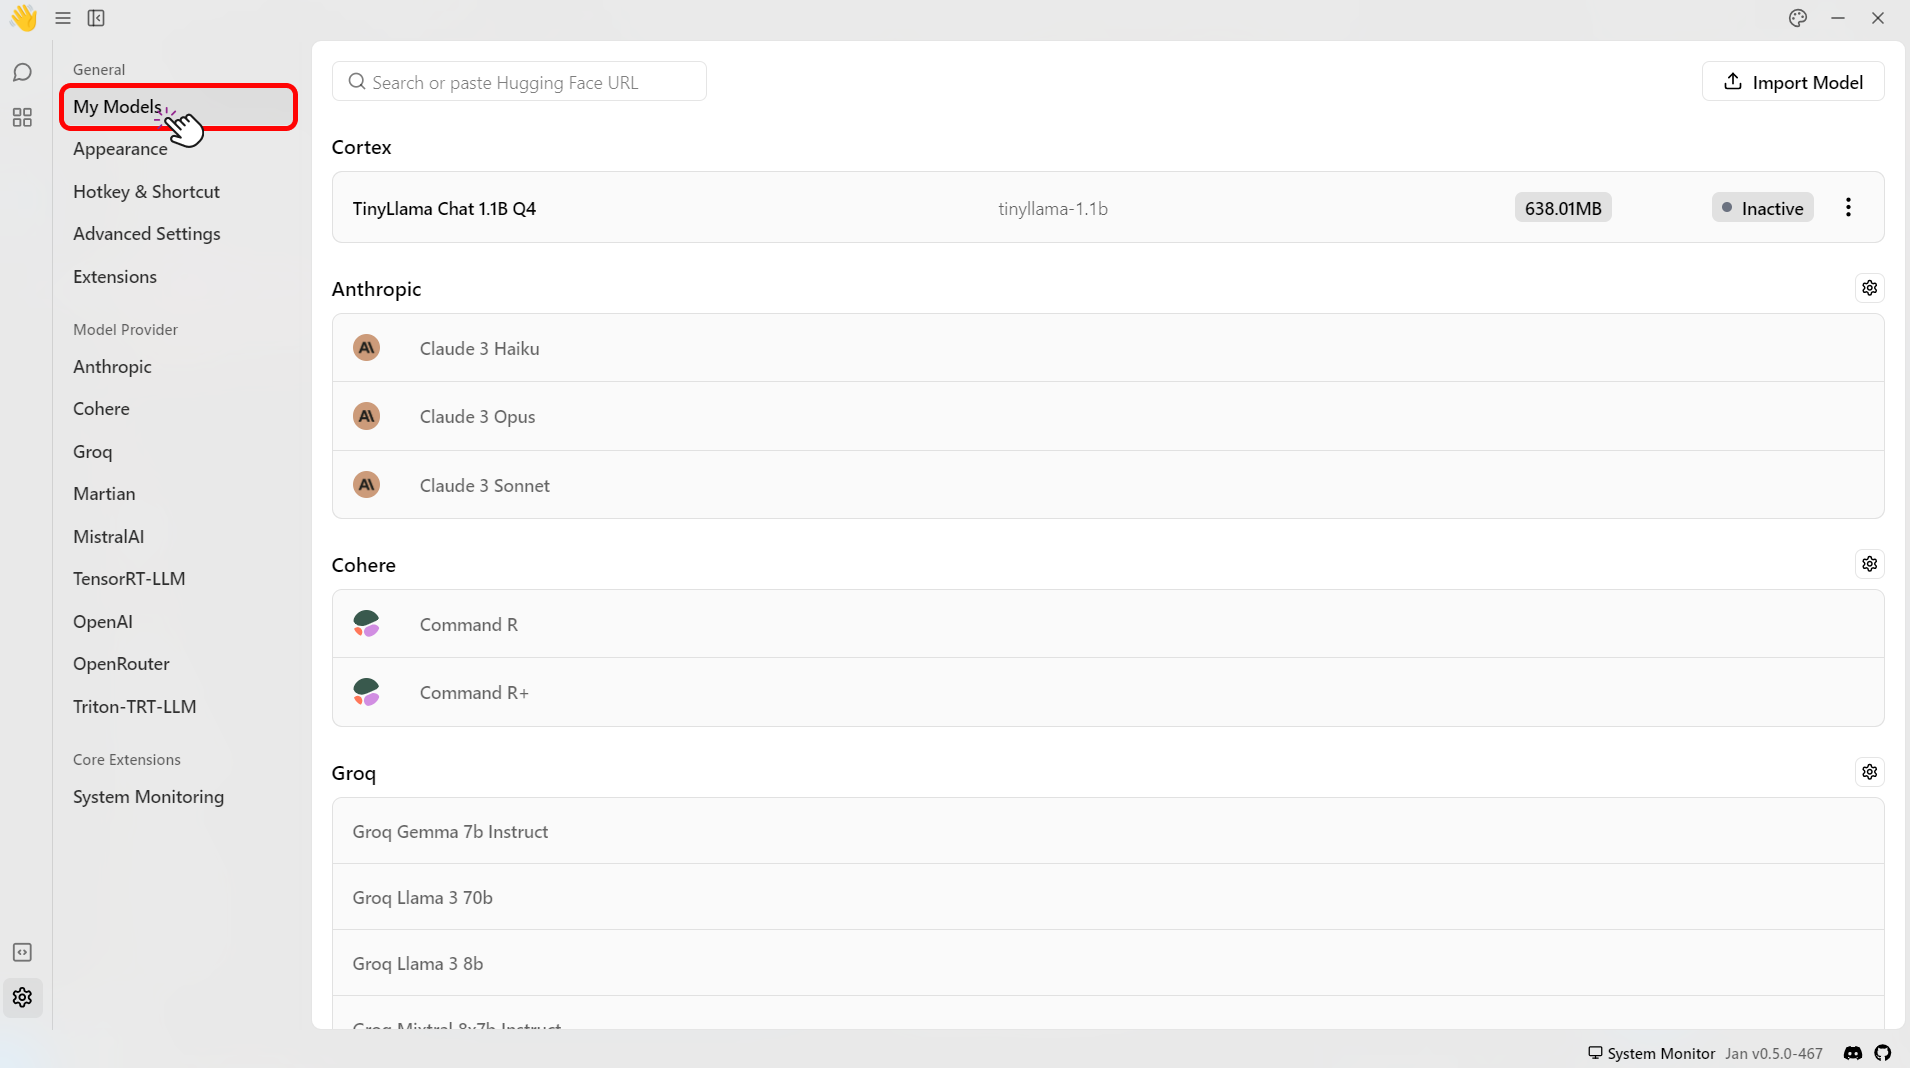 General
My Models
Appearance
Hotkey & Shortcut
Advanced Settings
Extensions
Model Provider
Anthropic
Cohere
Groq
Martian
MistralAI
TensorRT-LLM
OpenAI
OpenRouter
Triton-TRT-LLM
Core Extensions
System Monitoring
Search or paste Hugging Face URL
Import Model
Cortex
TinyLlama Chat 1.1B Q4 tinyllama-1.1b 638.01MB Inactive
Anthropic
Claude 3 Haiku
Claude 3 Opus
Claude 3 Sonnet
Cohere
Command R
Command R+
Groq
Groq Gemma 7b Instruct
Groq Llama 3 70b
Groq Llama 3 8b
Groq Mixtral 8x7b Instruct
System Monitor Jan v0.5.0-467